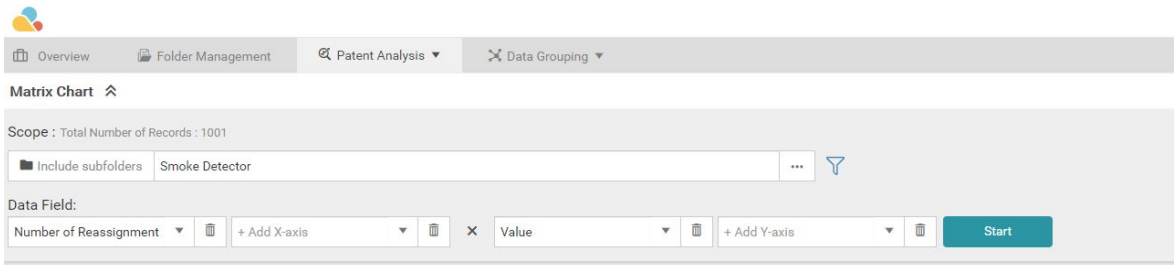 Overview Folder Management Patent Analysis Data Grouping
Matrix Chart
Scope : Total Number of Records : 1001
Include subfolders Smoke Detector ...
Data Field:
Number of Reassignment + Add X-axis × Value + Add Y-axis Start